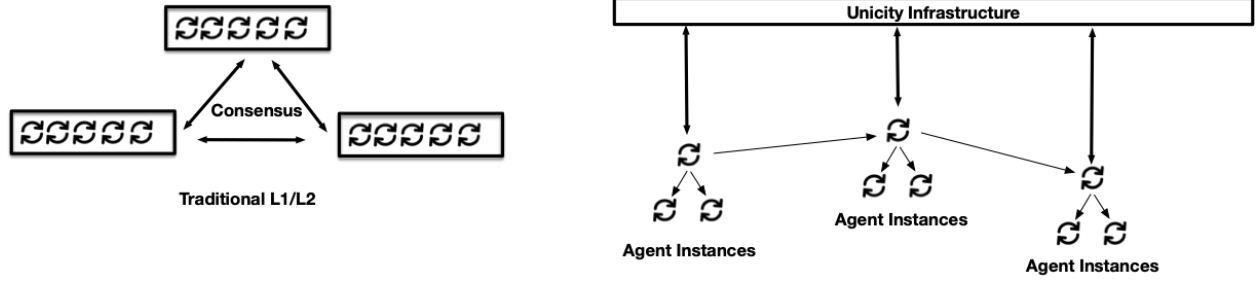 Consensus
Traditional L1/L2
Unicity Infrastructure
Agent Instances
Agent Instances
Agent Instances